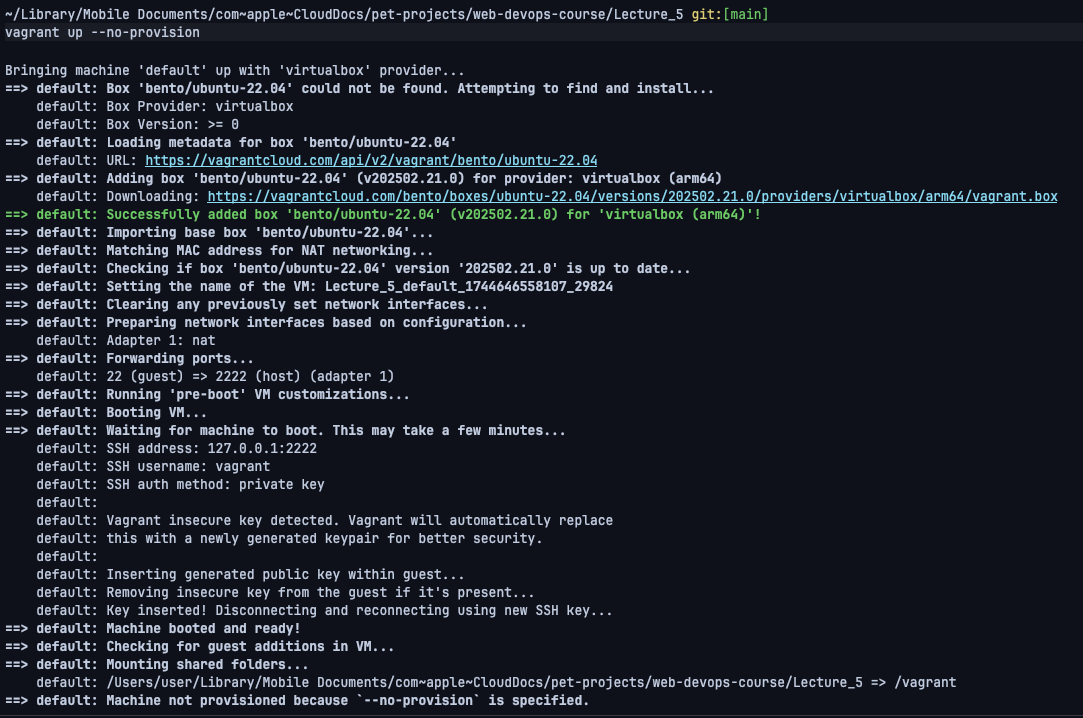 ~/Library/Mobile Documents/com~apple~CloudDocs/pet-projects/web-devops-course/Lecture_5 git:[main]
vagrant up --no-provision
Bringing machine 'default' up with 'virtualbox' provider...
==> default: Box 'bento/ubuntu-22.04' could not be found. Attempting to find and install...
    default: Box Provider: virtualbox
    default: Box Version: >= 0
==> default: Loading metadata for box 'bento/ubuntu-22.04'
    default: URL: https://vagrantcloud.com/api/v2/vagrant/bento/ubuntu-22.04
==> default: Adding box 'bento/ubuntu-22.04' (v202502.21.0) for provider: virtualbox (arm64)
    default: Downloading: https://vagrantcloud.com/bento/boxes/ubuntu-22.04/versions/202502.21.0/providers/virtualbox/arm64/vagrant.box
==> default: Successfully added box 'bento/ubuntu-22.04' (v202502.21.0) for 'virtualbox (arm64)'!
==> default: Importing base box 'bento/ubuntu-22.04'...
==> default: Matching MAC address for NAT networking...
==> default: Checking if box 'bento/ubuntu-22.04' version '202502.21.0' is up to date...
==> default: Setting the name of the VM: Lecture_5_default_1744646558107_29824
==> default: Clearing any previously set network interfaces...
==> default: Preparing network interfaces based on configuration...
    default: Adapter 1: nat
==> default: Forwarding ports...
    default: 22 (guest) => 2222 (host) (adapter 1)
==> default: Running 'pre-boot' VM customizations...
==> default: Booting VM...
==> default: Waiting for machine to boot. This may take a few minutes...
    default: SSH address: 127.0.0.1:2222
    default: SSH username: vagrant
    default: SSH auth method: private key
    default:
    default: Vagrant insecure key detected. Vagrant will automatically replace
    default: this with a newly generated keypair for better security.
    default:
    default: Inserting generated public key within guest...
    default: Removing insecure key from the guest if it's present...
    default: Key inserted! Disconnecting and reconnecting using new SSH key...
==> default: Machine booted and ready!
==> default: Checking for guest additions in VM...
==> default: Mounting shared folders...
    default: /Users/user/Library/Mobile Documents/com~apple~CloudDocs/pet-projects/web-devops-course/Lecture_5 => /vagrant
==> default: Machine not provisioned because `--no-provision` is specified.